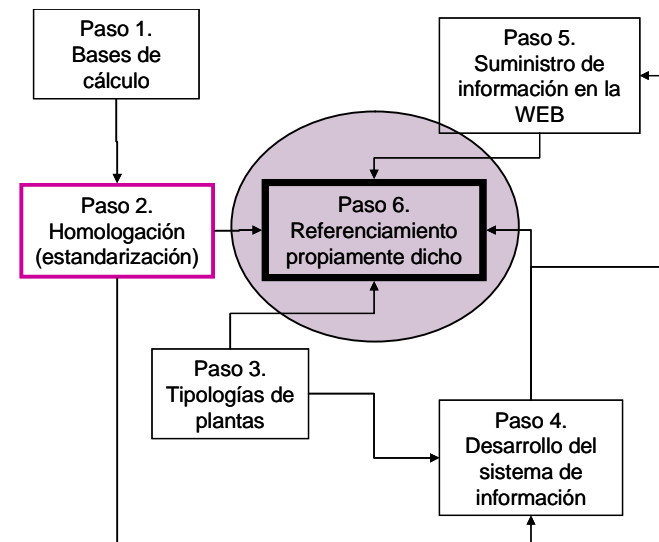 Paso 1.
Bases de
cálculo
Paso 5.
Suministro de
información en la
WEB
Paso 2.
Homologación
(estandarización)
Paso 6.
Referenciamiento
propiamente dicho
Paso 3.
Tipologías de
plantas
Paso 4.
Desarrollo del
sistema de
información